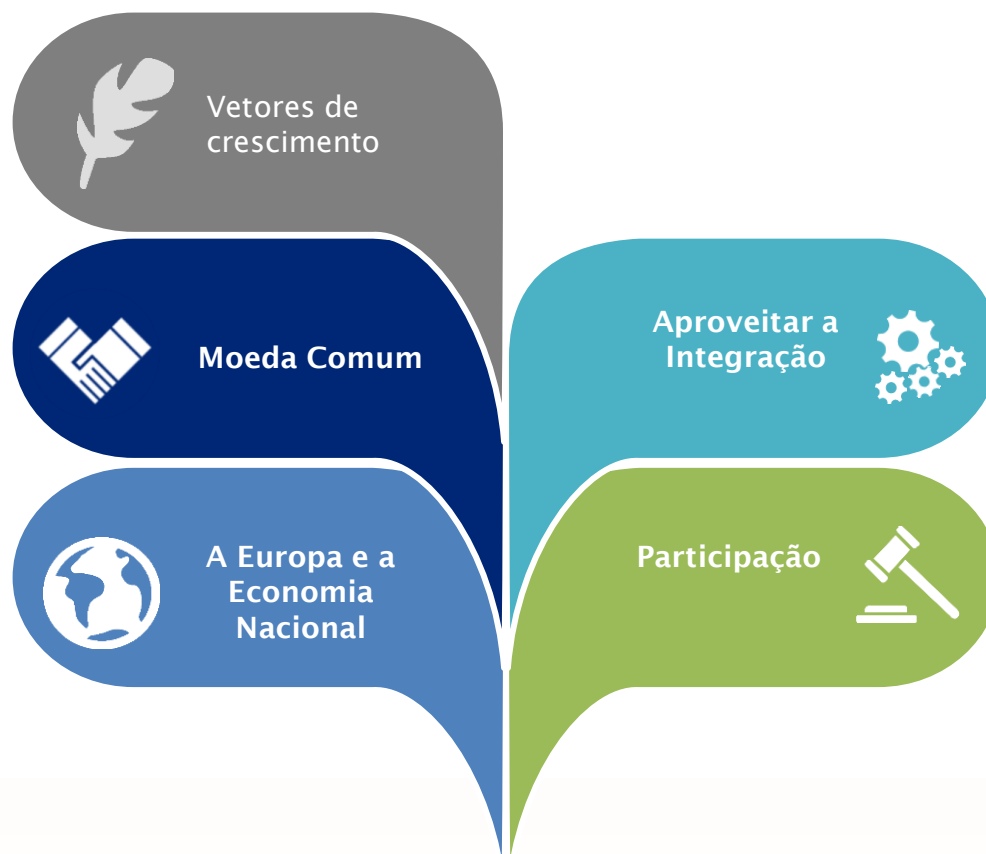 Vetores de
crescimento
Moeda Comum
Aproveitar a
Integração
A Europa e a
Economia
Nacional
Participação